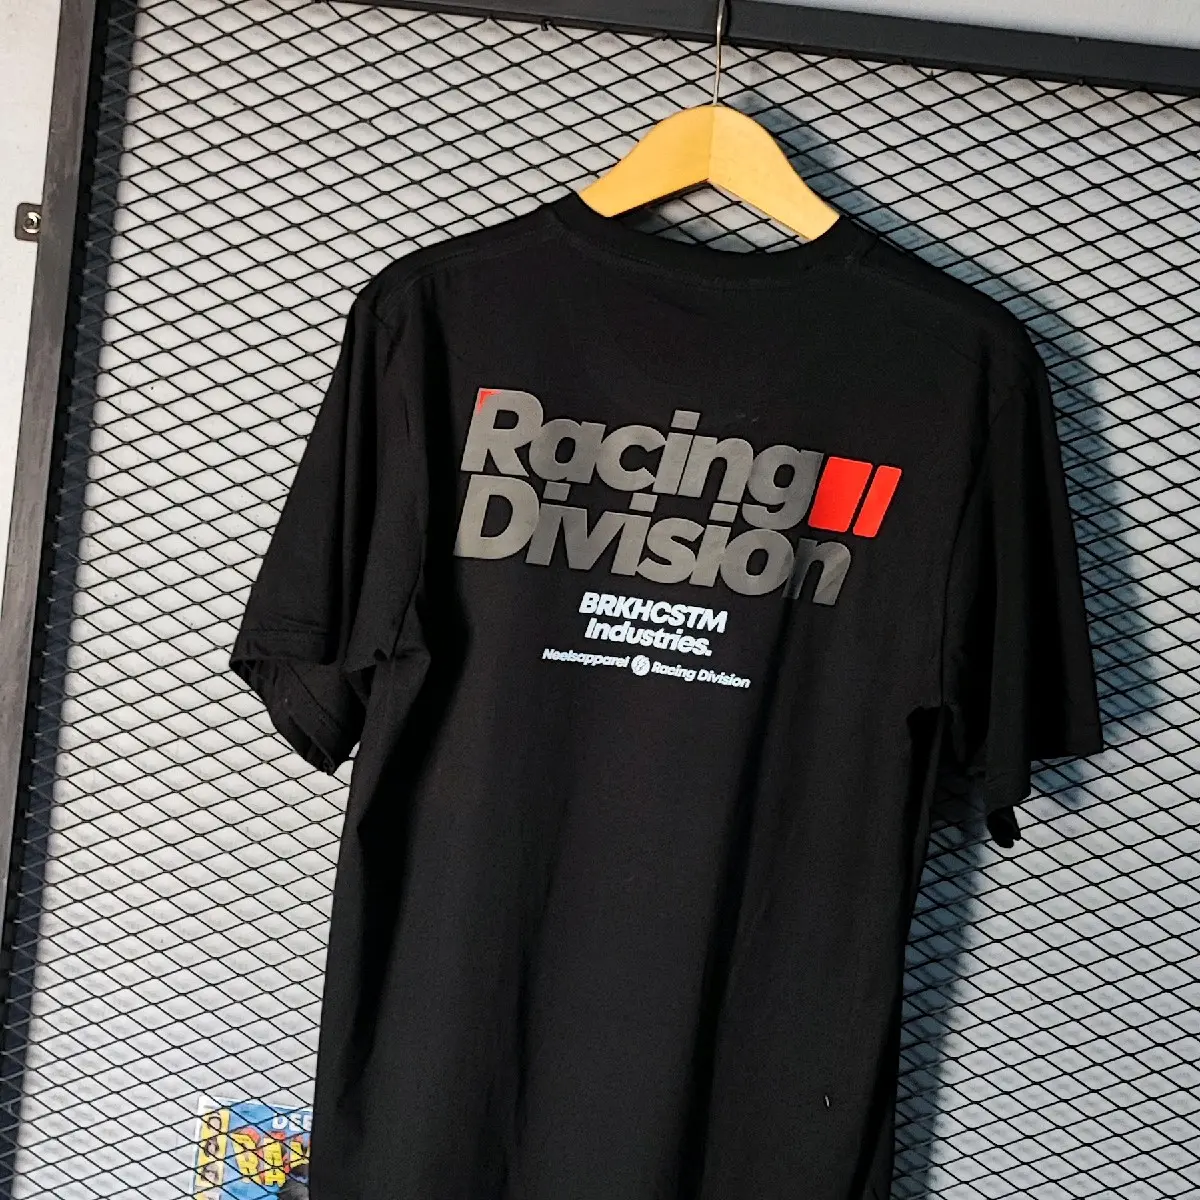 Racing
Division
BRKHCSTM
Industries.
Neelsapparel Racing Division